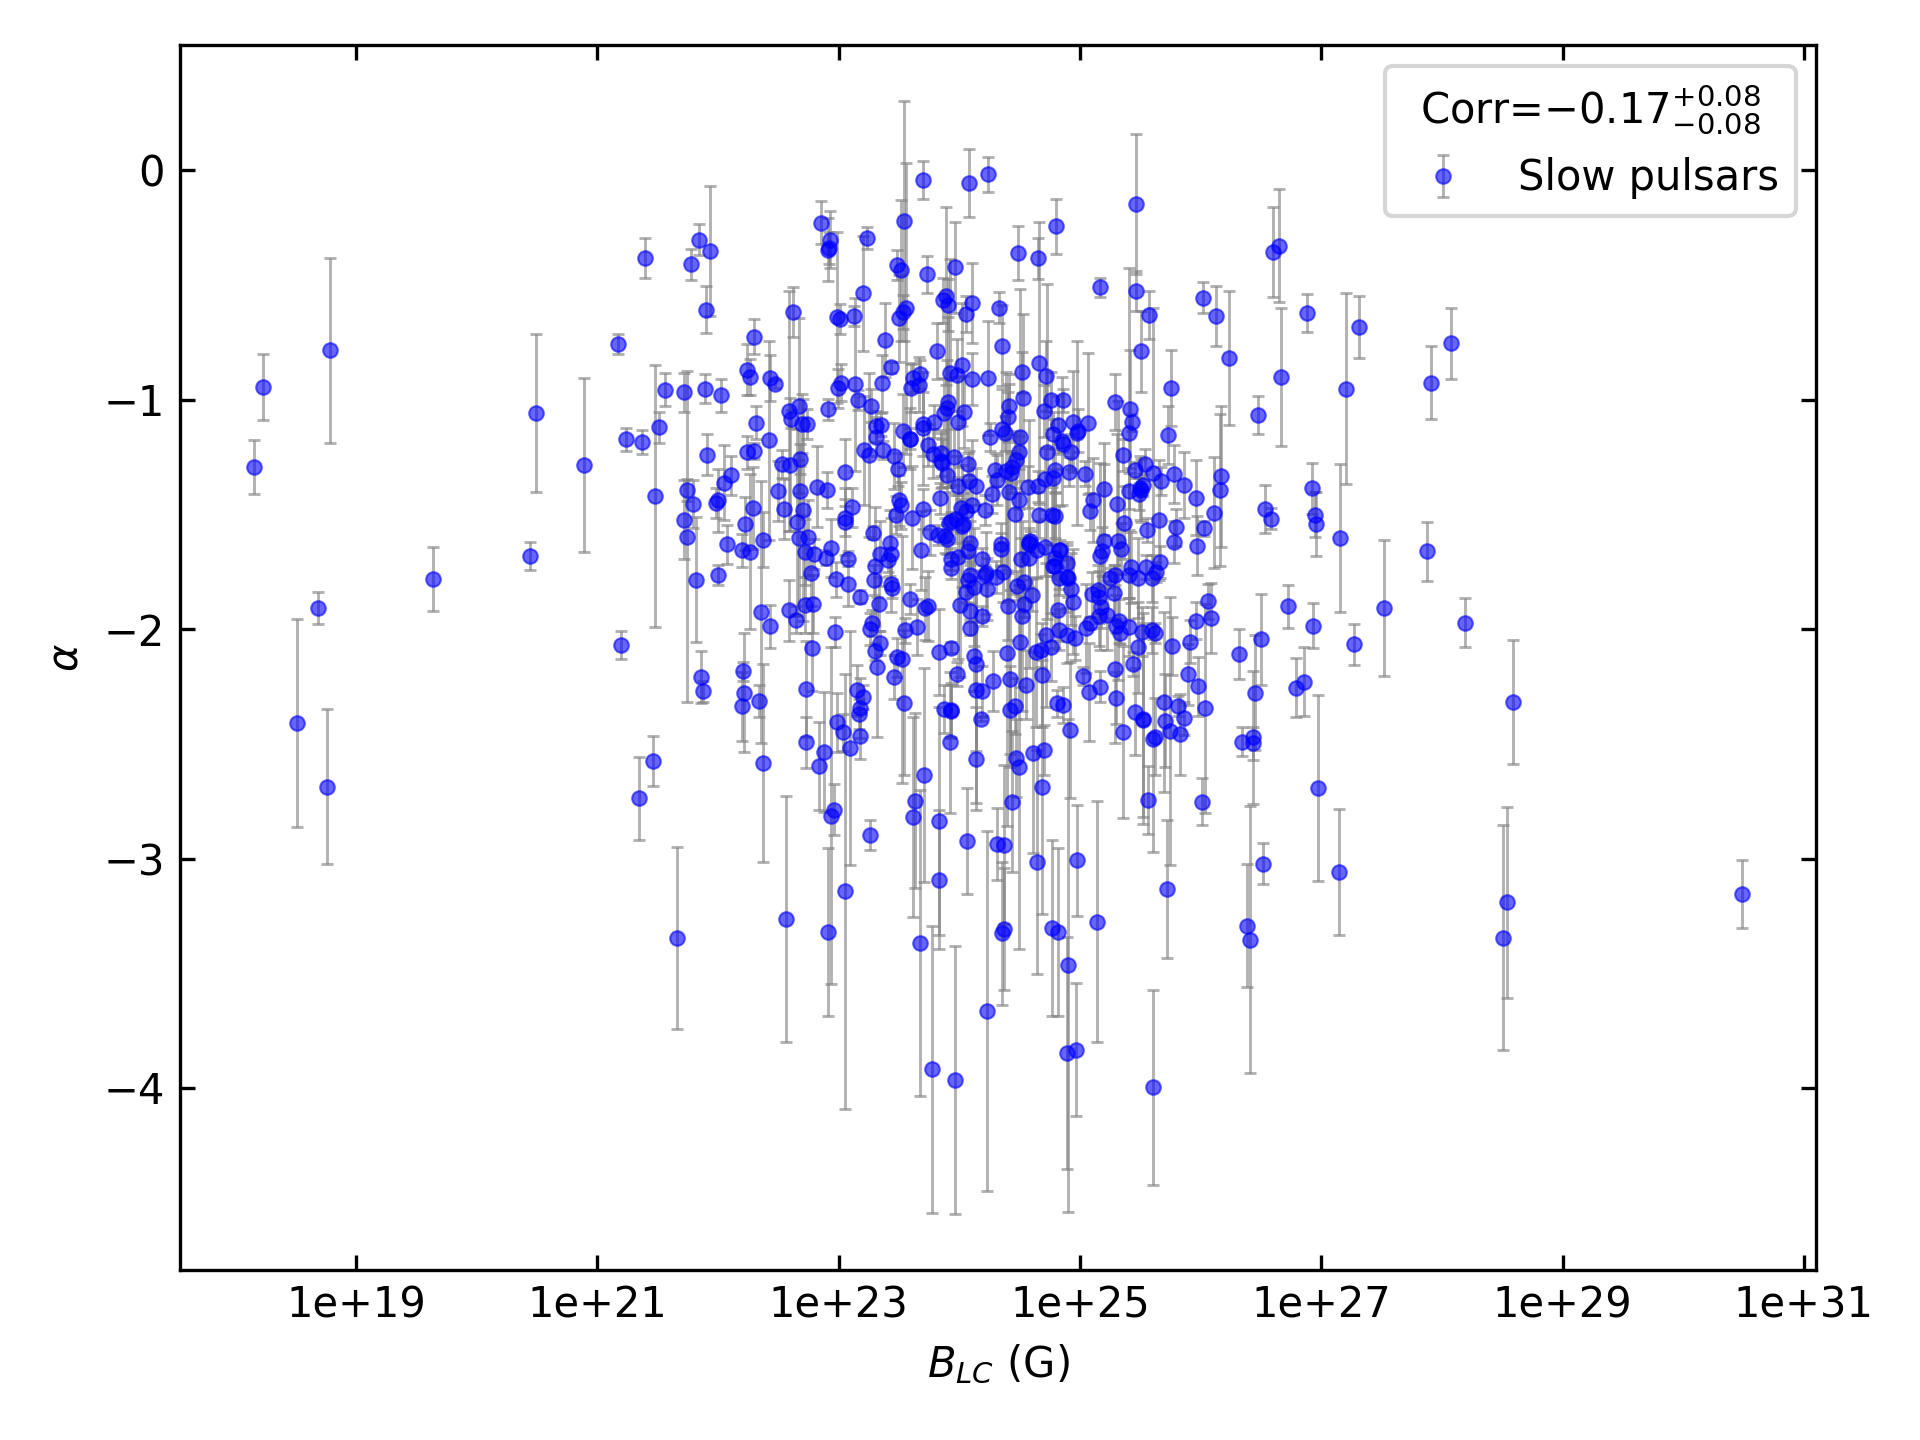 Corr=−0.17+0.08−0.08
Slow pulsars
0
−1
−2
−3
−4
α
1e+19 1e+21 1e+23 1e+25 1e+27 1e+29 1e+31
B_LC (G)